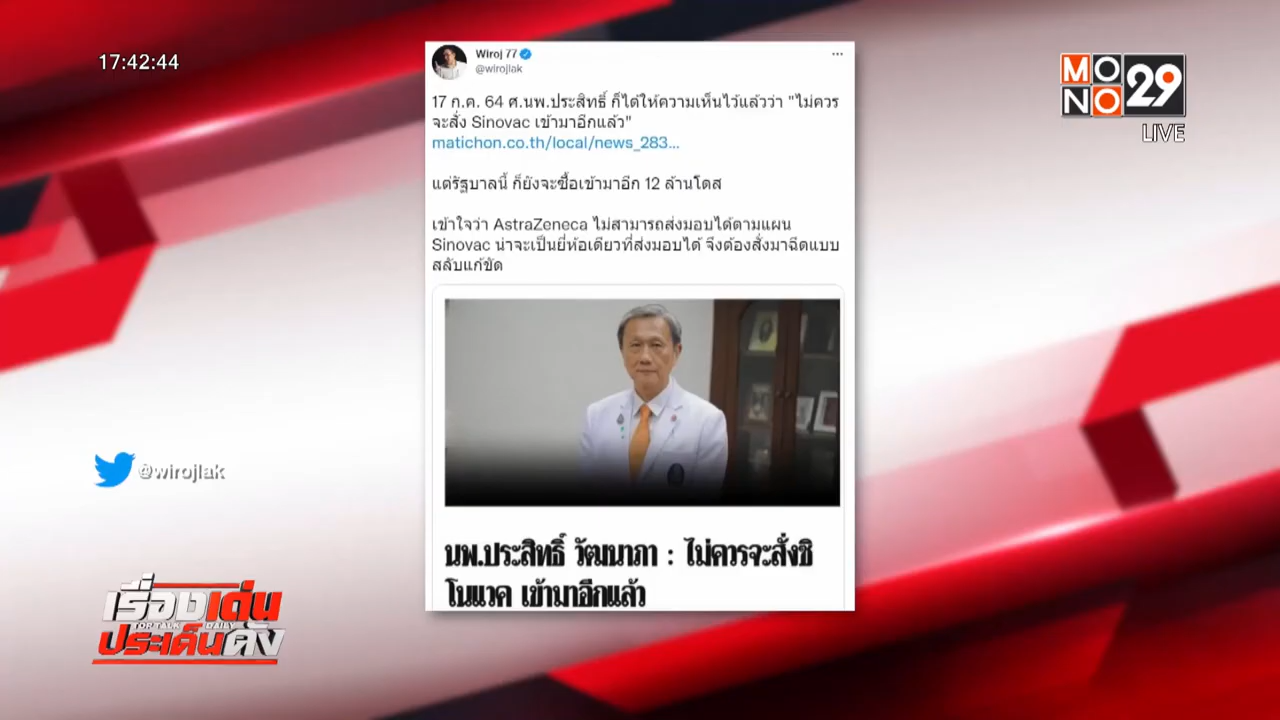 17:42:44
Wiroj 77
@wirojlak
17 ก.ค. 64 ศ.นพ.ประสิทธิ์ ก็ได้ให้ความเห็นไว้แล้วว่า "ไม่ควร
จะสั่ง Sinovac เข้ามาอีกแล้ว"
matichon.co.th/local/news_283...
แต่รัฐบาลนี้ ก็ยังจะซื้อเข้ามาอีก 12 ล้านโดส
เข้าใจว่า AstraZeneca ไม่สามารถส่งมอบได้ตามแผน
Sinovac น่าจะเป็นยี่ห้อเดียวที่ส่งมอบได้ จึงต้องสั่งมาฉีดแบบ
สลับแก้ขัด
นพ.ประสิทธิ์ วัฒนาภา : ไม่ควรจะสั่งซิ
โนแวค เข้ามาอีกแล้ว
MONO 29
LIVE
@wirojlak
เรื่องเด่น
TOP TALK DAILY
ประเด็นดัง